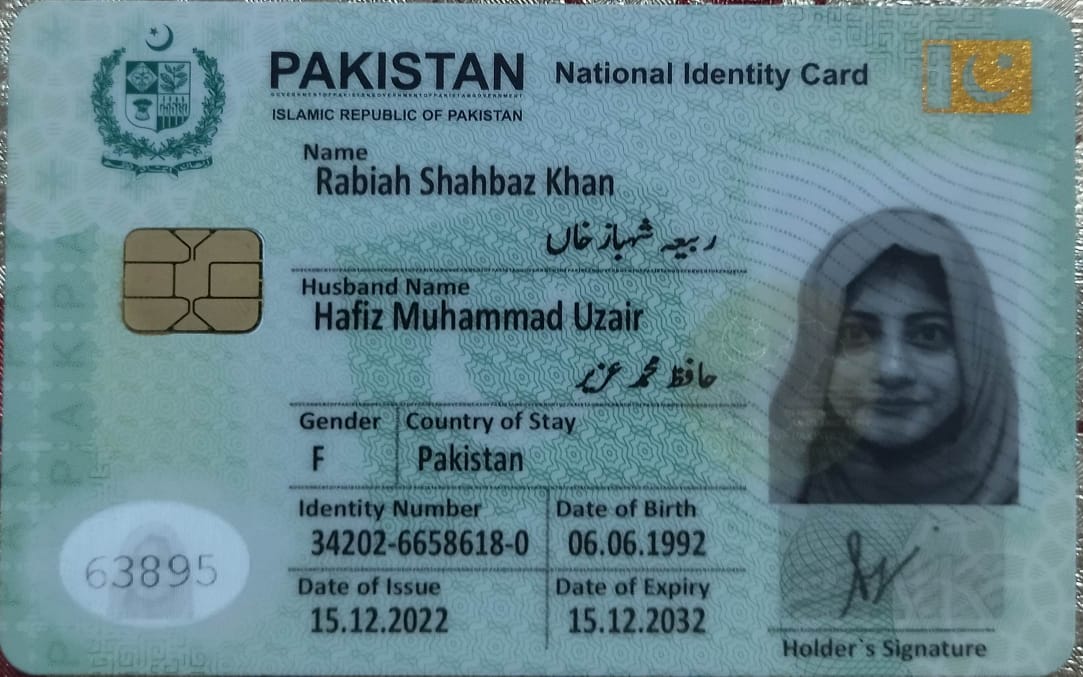 PAKISTAN National Identity Card
ISLAMIC REPUBLIC OF PAKISTAN
Name
Rabiah Shahbaz Khan
ربیعہ شہباز خاں
Husband Name
Hafiz Muhammad Uzair
حافظ محمد عزیر
Gender Country of Stay
F Pakistan
Identity Number Date of Birth
34202-6658618-0 06.06.1992
Date of Issue Date of Expiry
15.12.2022 15.12.2032
63895
Holder`s Signature